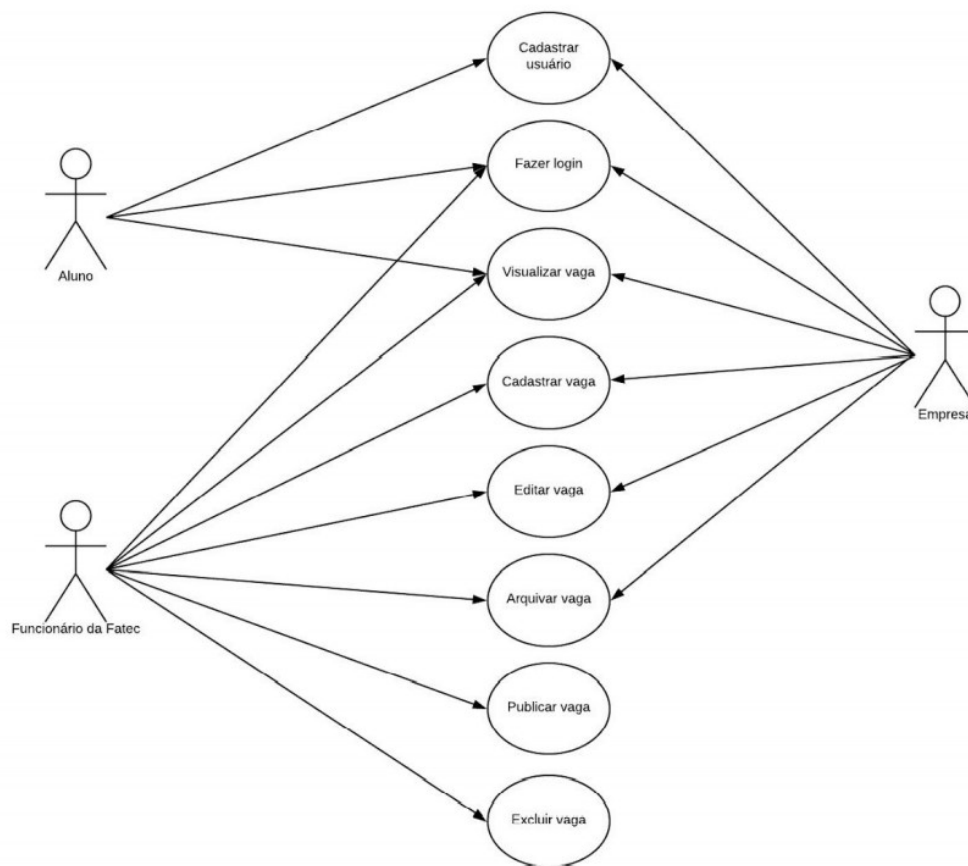 Cadastrar
usuário
Fazer login
Aluno
Visualizar vaga
Cadastrar vaga
Empresa
Editar vaga
Arquivar vaga
Funcionário da Fatec
Publicar vaga
Excluir vaga